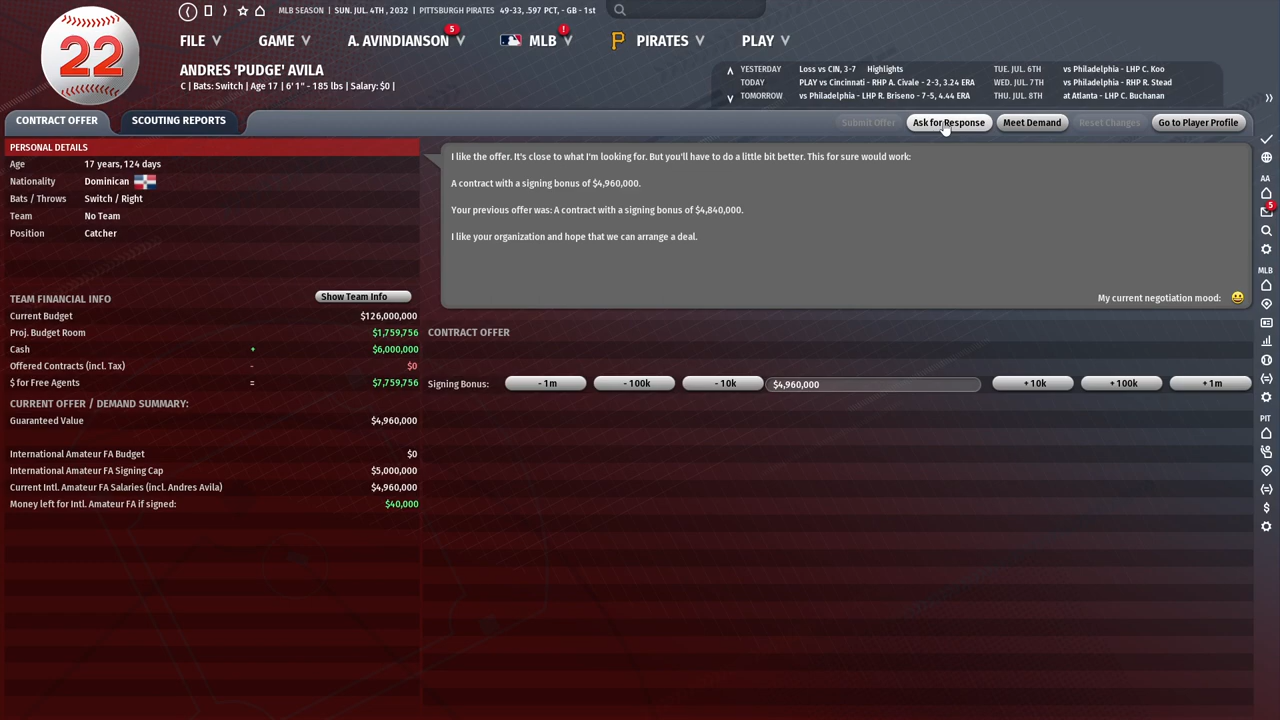 MLB SEASON | SUN. JUL. 4TH , 2032 | PITTSBURGH PIRATES 49-33, .597 PCT, - GB - 1st
22
FILE GAME A. AVINDIANSON 5 MLB ! PIRATES PLAY
ANDRES 'PUDGE' AVILA
C | Bats: Switch | Age 17 | 6' 1" - 185 lbs | Salary: $0 |
YESTERDAY Loss vs CIN, 3-7 Highlights TUE. JUL. 6TH vs Philadelphia - LHP C. Koo
TODAY PLAY vs Cincinnati - RHP A. Civale - 2-3, 3.24 ERA WED. JUL. 7TH vs Philadelphia - RHP R. Stead
TOMORROW vs Philadelphia - LHP R. Briseno - 7-5, 4.44 ERA THU. JUL. 8TH at Atlanta - LHP C. Buchanan
CONTRACT OFFER SCOUTING REPORTS Submit Offer Ask for Response Meet Demand Reset Changes Go to Player Profile
PERSONAL DETAILS
Age 17 years, 124 days
Nationality Dominican
Bats / Throws Switch / Right
Team No Team
Position Catcher
I like the offer. It's close to what I'm looking for. But you'll have to do a little bit better. This for sure would work:
A contract with a signing bonus of $4,960,000.
Your previous offer was: A contract with a signing bonus of $4,840,000.
I like your organization and hope that we can arrange a deal.
My current negotiation mood:
TEAM FINANCIAL INFO Show Team Info
Current Budget $126,000,000
Proj. Budget Room $1,759,756
Cash + $6,000,000
Offered Contracts (incl. Tax) - $0
$ for Free Agents = $7,759,756
CURRENT OFFER / DEMAND SUMMARY:
Guaranteed Value $4,960,000
International Amateur FA Budget $0
International Amateur FA Signing Cap $5,000,000
Current Intl. Amateur FA Salaries (incl. Andres Avila) $4,960,000
Money left for Intl. Amateur FA if signed: $40,000
CONTRACT OFFER
Signing Bonus: - 1m - 100k - 10k $4,960,000 + 10k + 100k + 1m
AA
5
MLB
PIT
$